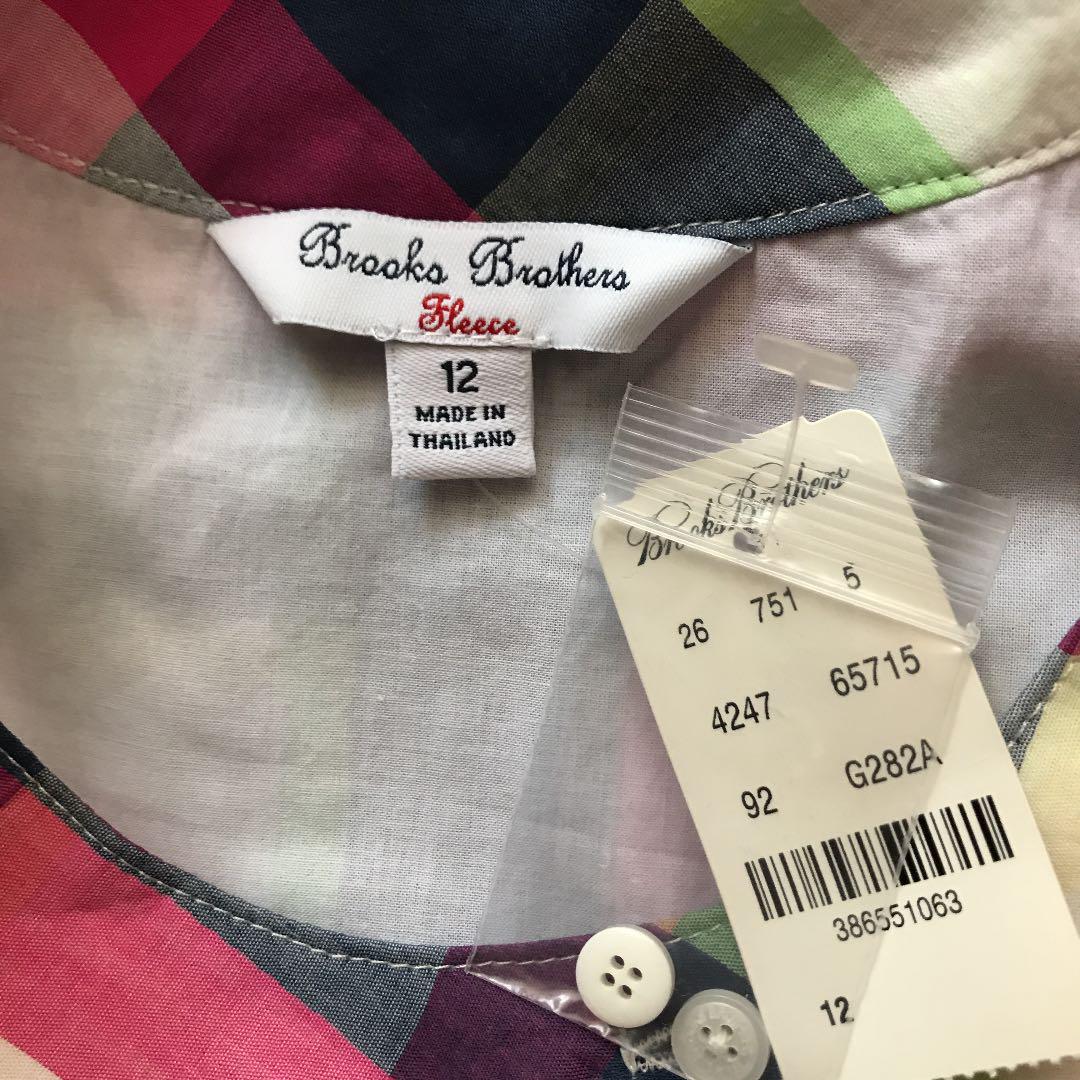 Brooks Brothers
Fleece
12
MADE IN
THAILAND
Brooks Brothers
26 751 5
4247 65715
92 G282A
386551063
12